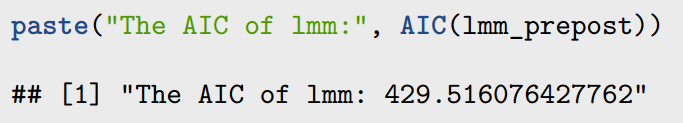 paste("The AIC of lmm:", AIC(lmm_prepost))
## [1] "The AIC of lmm: 429.516076427762"